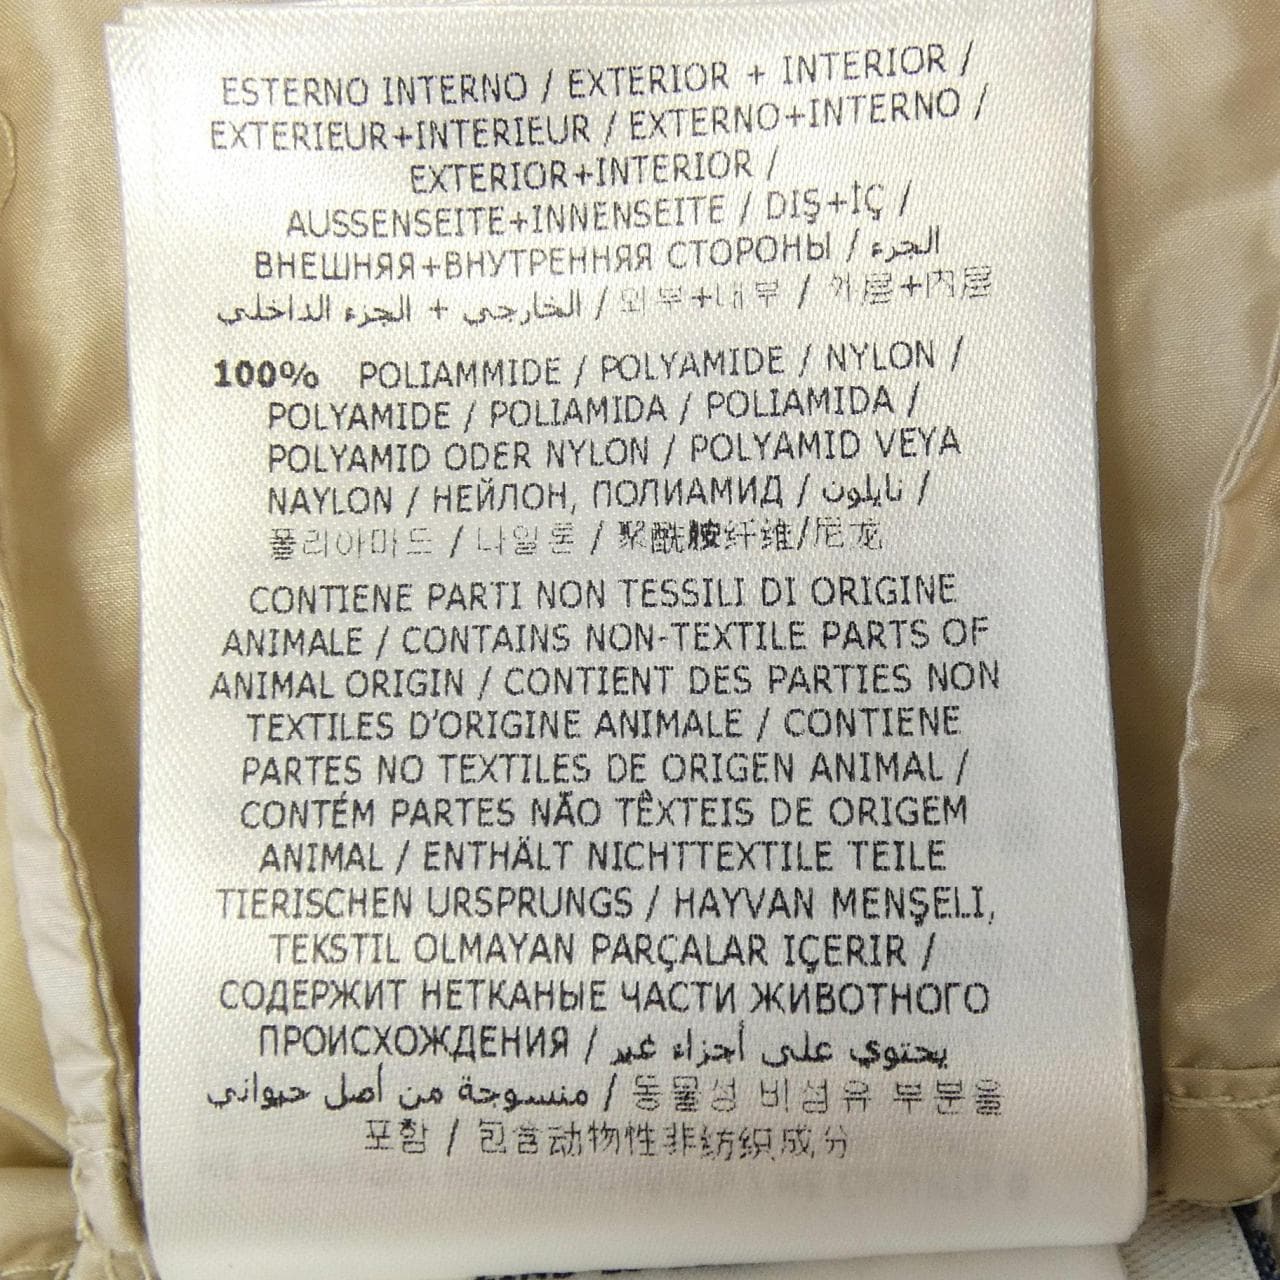 ESTERNO INTERNO / EXTERIOR + INTERIOR /
EXTERIEUR+INTERIEUR / EXTERNO+INTERNO /
EXTERIOR+INTERIOR /
AUSSENSEITE+INNENSEITE / DIŞ+İÇ /
ВНЕШНЯЯ+ВНУТРЕННЯЯ СТОРОНЫ / الجزء
الخارجي + الجزء الداخلي / 외부+내부 / 外层+内层
100% POLIAMMIDE / POLYAMIDE / NYLON /
POLYAMIDE / POLIAMIDA / POLIAMIDA /
POLYAMID ODER NYLON / POLYAMID VEYA
NAYLON / НЕЙЛОН, ПОЛИАМИД / نايلون /
폴리아마드 / 나일론 / 聚酰胺纤维/尼龙
CONTIENE PARTI NON TESSILI DI ORIGINE
ANIMALE / CONTAINS NON-TEXTILE PARTS OF
ANIMAL ORIGIN / CONTIENT DES PARTIES NON
TEXTILES D'ORIGINE ANIMALE / CONTIENE
PARTES NO TEXTILES DE ORIGEN ANIMAL /
CONTÉM PARTES NÃO TÊXTEIS DE ORIGEM
ANIMAL / ENTHÄLT NICHTTEXTILE TEILE
TIERISCHEN URSPRUNGS / HAYVAN MENŞELI,
TEKSTIL OLMAYAN PARÇALAR IÇERIR /
СОДЕРЖИТ НЕТКАНЫЕ ЧАСТИ ЖИВОТНОГО
ПРОИСХОЖДЕНИЯ / يحتوي على أجزاء غير
منسوجة من أصل حيواني / 동물성 비섬유 부분을
포함 / 包含动物性非纺织成分